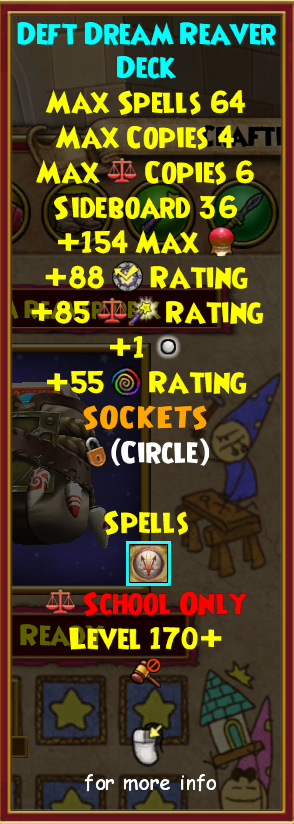 Deft Dream Reaver
Deck
Max Spells 64
Max Copies 4
Max Copies 6
Sideboard 36
+154 Max
+88 Rating
+85 Rating
+1
+55 Rating
Sockets
(Circle)
Spells
School Only
Level 170+
for more info